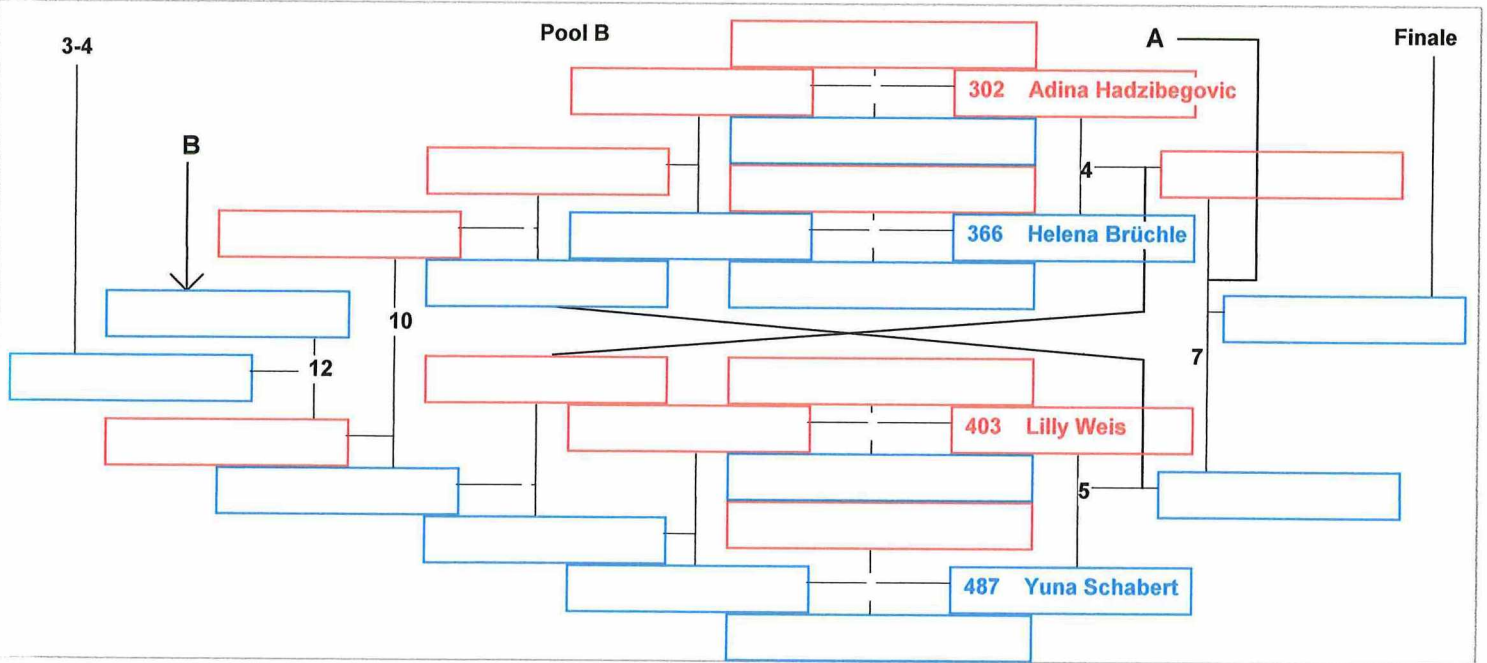 3-4
Pool B
A
Finale
302 Adina Hadzibegovic
B
4
366 Helena Brüchle
10
7
12
403 Lilly Weis
5
487 Yuna Schabert